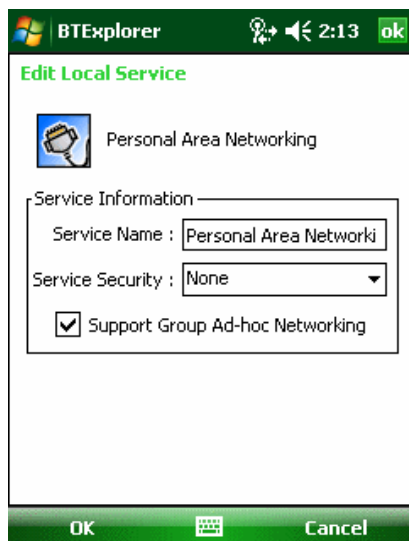 BTExplorer 2:13 ok
Edit Local Service
Personal Area Networking
Service Information
Service Name : Personal Area Networki
Service Security : None
Support Group Ad-hoc Networking
OK Cancel